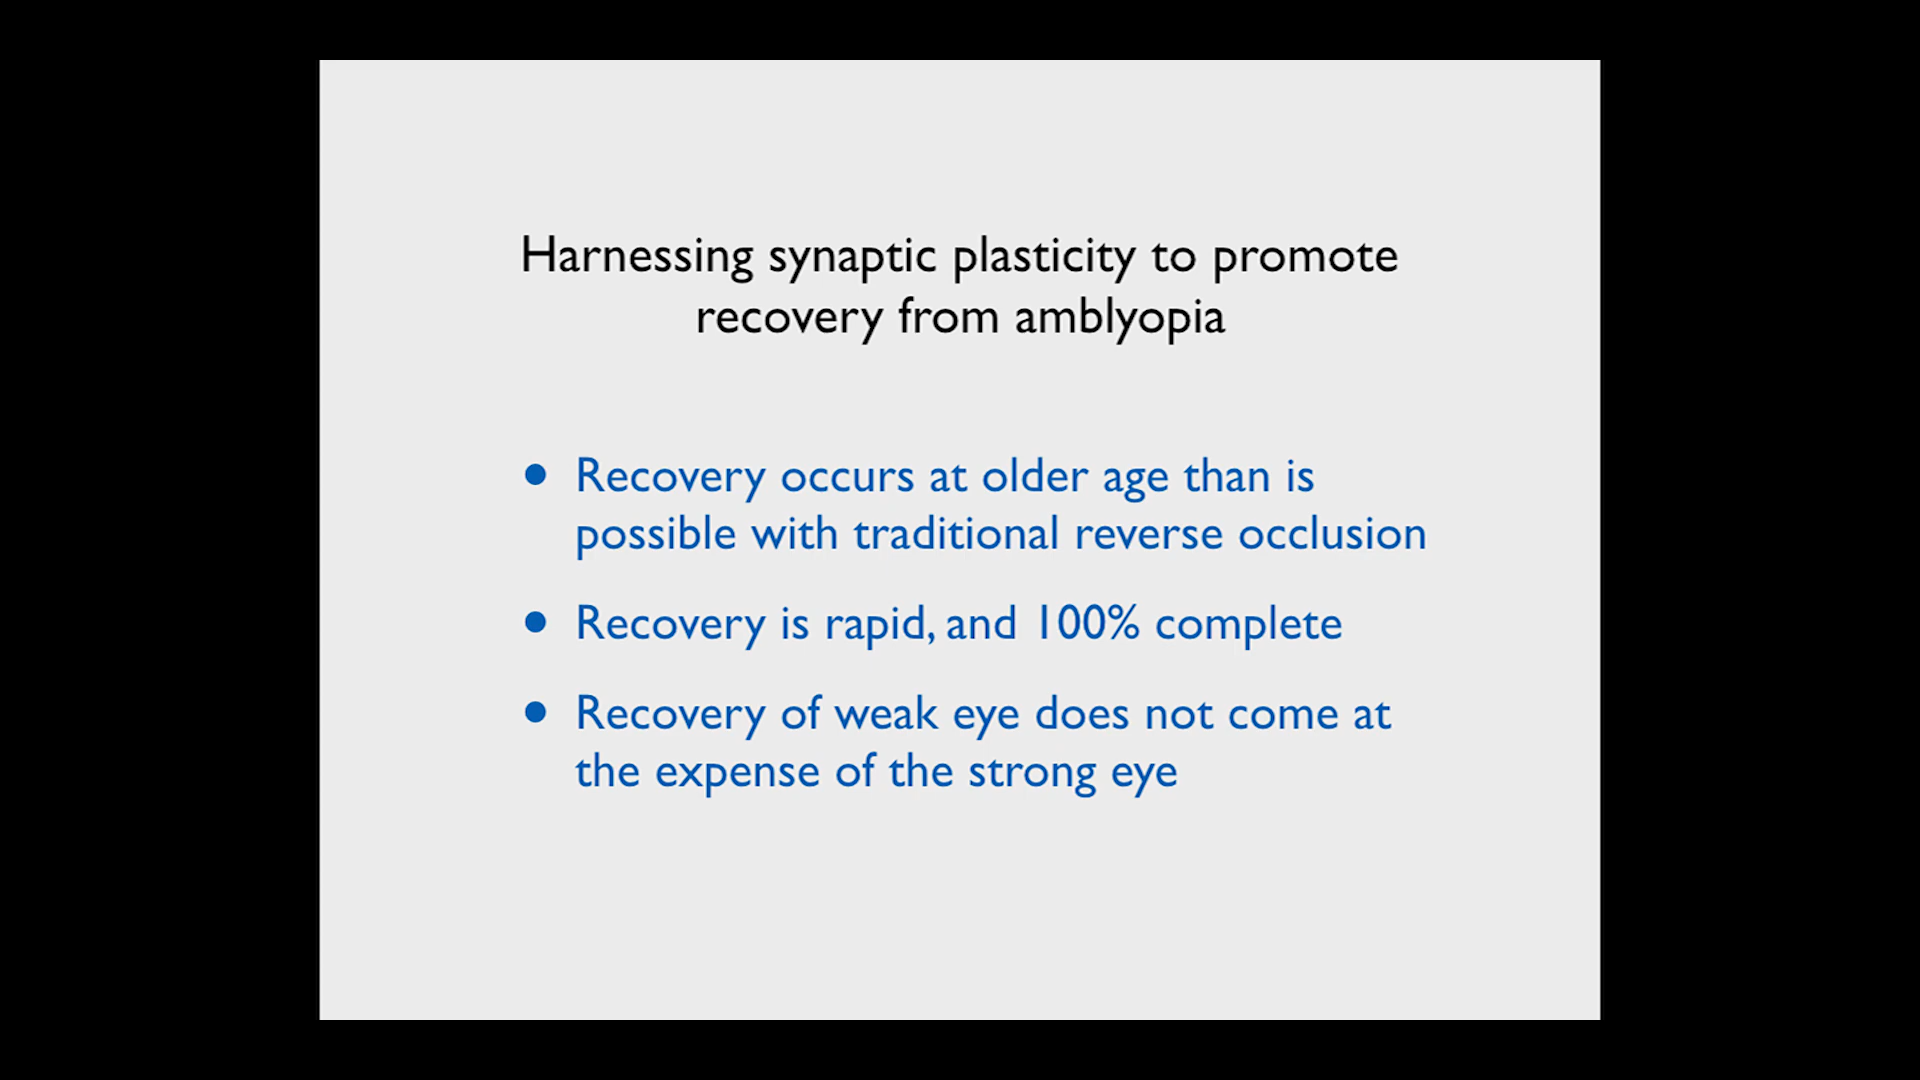 Harnessing synaptic plasticity to promote
recovery from amblyopia
• Recovery occurs at older age than is
possible with traditional reverse occlusion
• Recovery is rapid, and 100% complete
• Recovery of weak eye does not come at
the expense of the strong eye